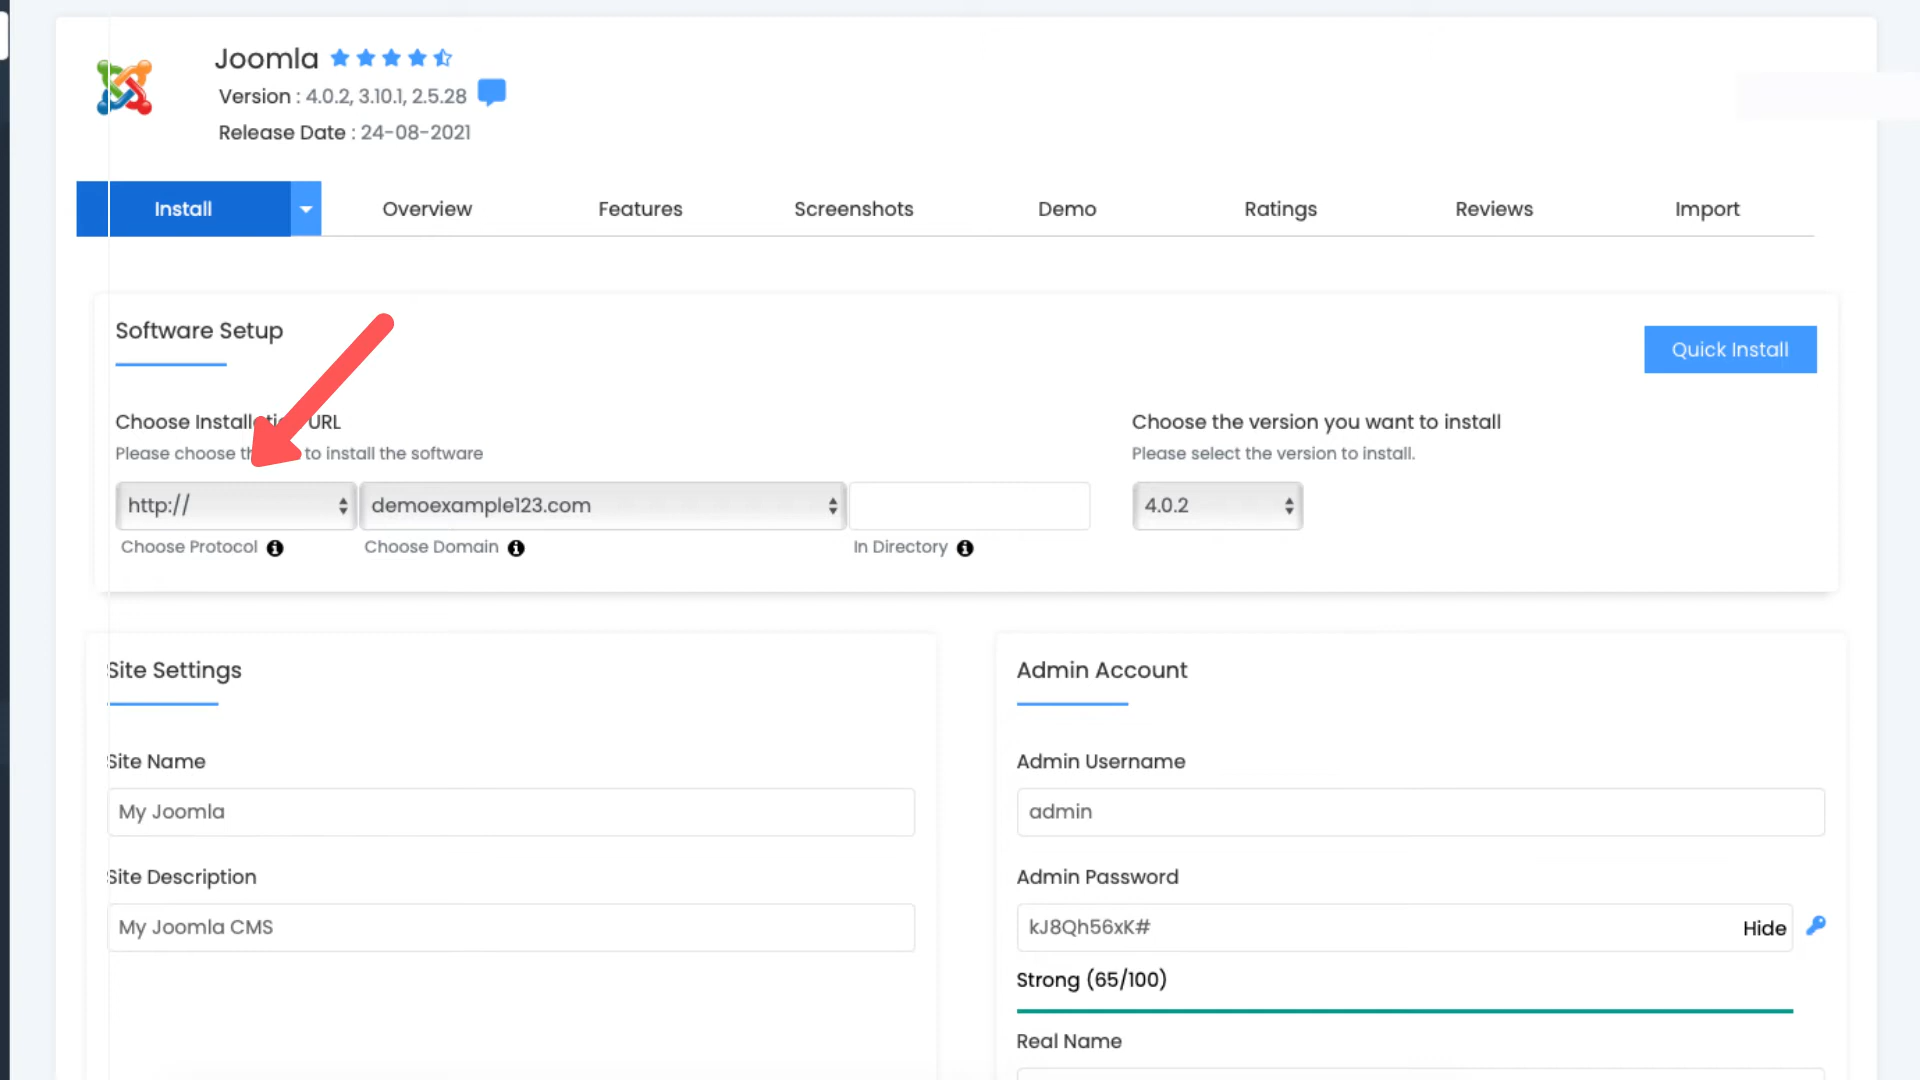 Joomla
Version : 4.0.2, 3.10.1, 2.5.28
Release Date : 24-08-2021
Install Overview Features Screenshots Demo Ratings Reviews Import
Software Setup
Quick Install
Choose Installation URL
Choose the version you want to install
Please choose to install the software
Please select the version to install.
http:// demoexample123.com 4.0.2
Choose Protocol Choose Domain In Directory
Site Settings
Admin Account
Site Name
Admin Username
My Joomla
admin
Site Description
Admin Password
My Joomla CMS
kJ8Qh56xK# Hide
Strong (65/100)
Real Name